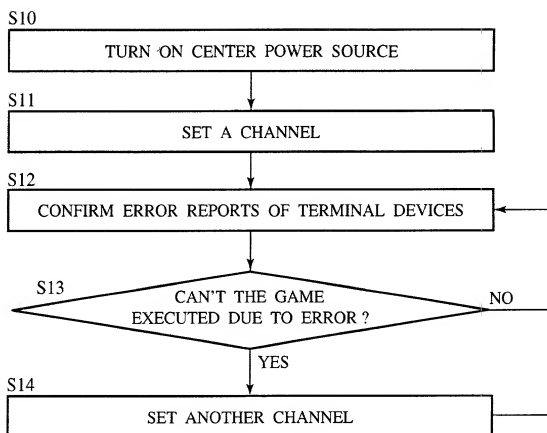 S10
TURN ON CENTER POWER SOURCE
S11
SET A CHANNEL
S12
CONFIRM ERROR REPORTS OF TERMINAL DEVICES
S13
CAN'T THE GAME
EXECUTED DUE TO ERROR ?
NO
YES
S14
SET ANOTHER CHANNEL